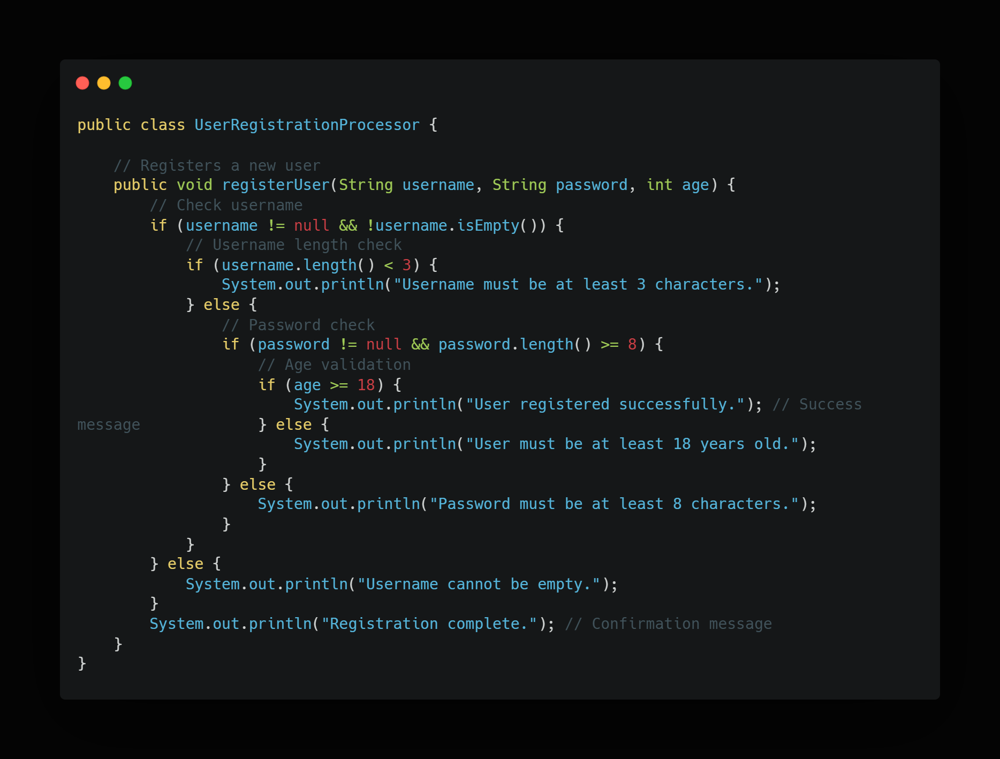 public class UserRegistrationProcessor {

    // Registers a new user
    public void registerUser(String username, String password, int age) {
        // Check username
        if (username != null && !username.isEmpty()) {
            // Username length check
            if (username.length() < 3) {
                System.out.println("Username must be at least 3 characters.");
            } else {
                // Password check
                if (password != null && password.length() >= 8) {
                    // Age validation
                    if (age >= 18) {
                        System.out.println("User registered successfully."); // Success
message             } else {
                        System.out.println("User must be at least 18 years old.");
                    }
                } else {
                    System.out.println("Password must be at least 8 characters.");
                }
            }
        } else {
            System.out.println("Username cannot be empty.");
        }
        System.out.println("Registration complete."); // Confirmation message
    }
}